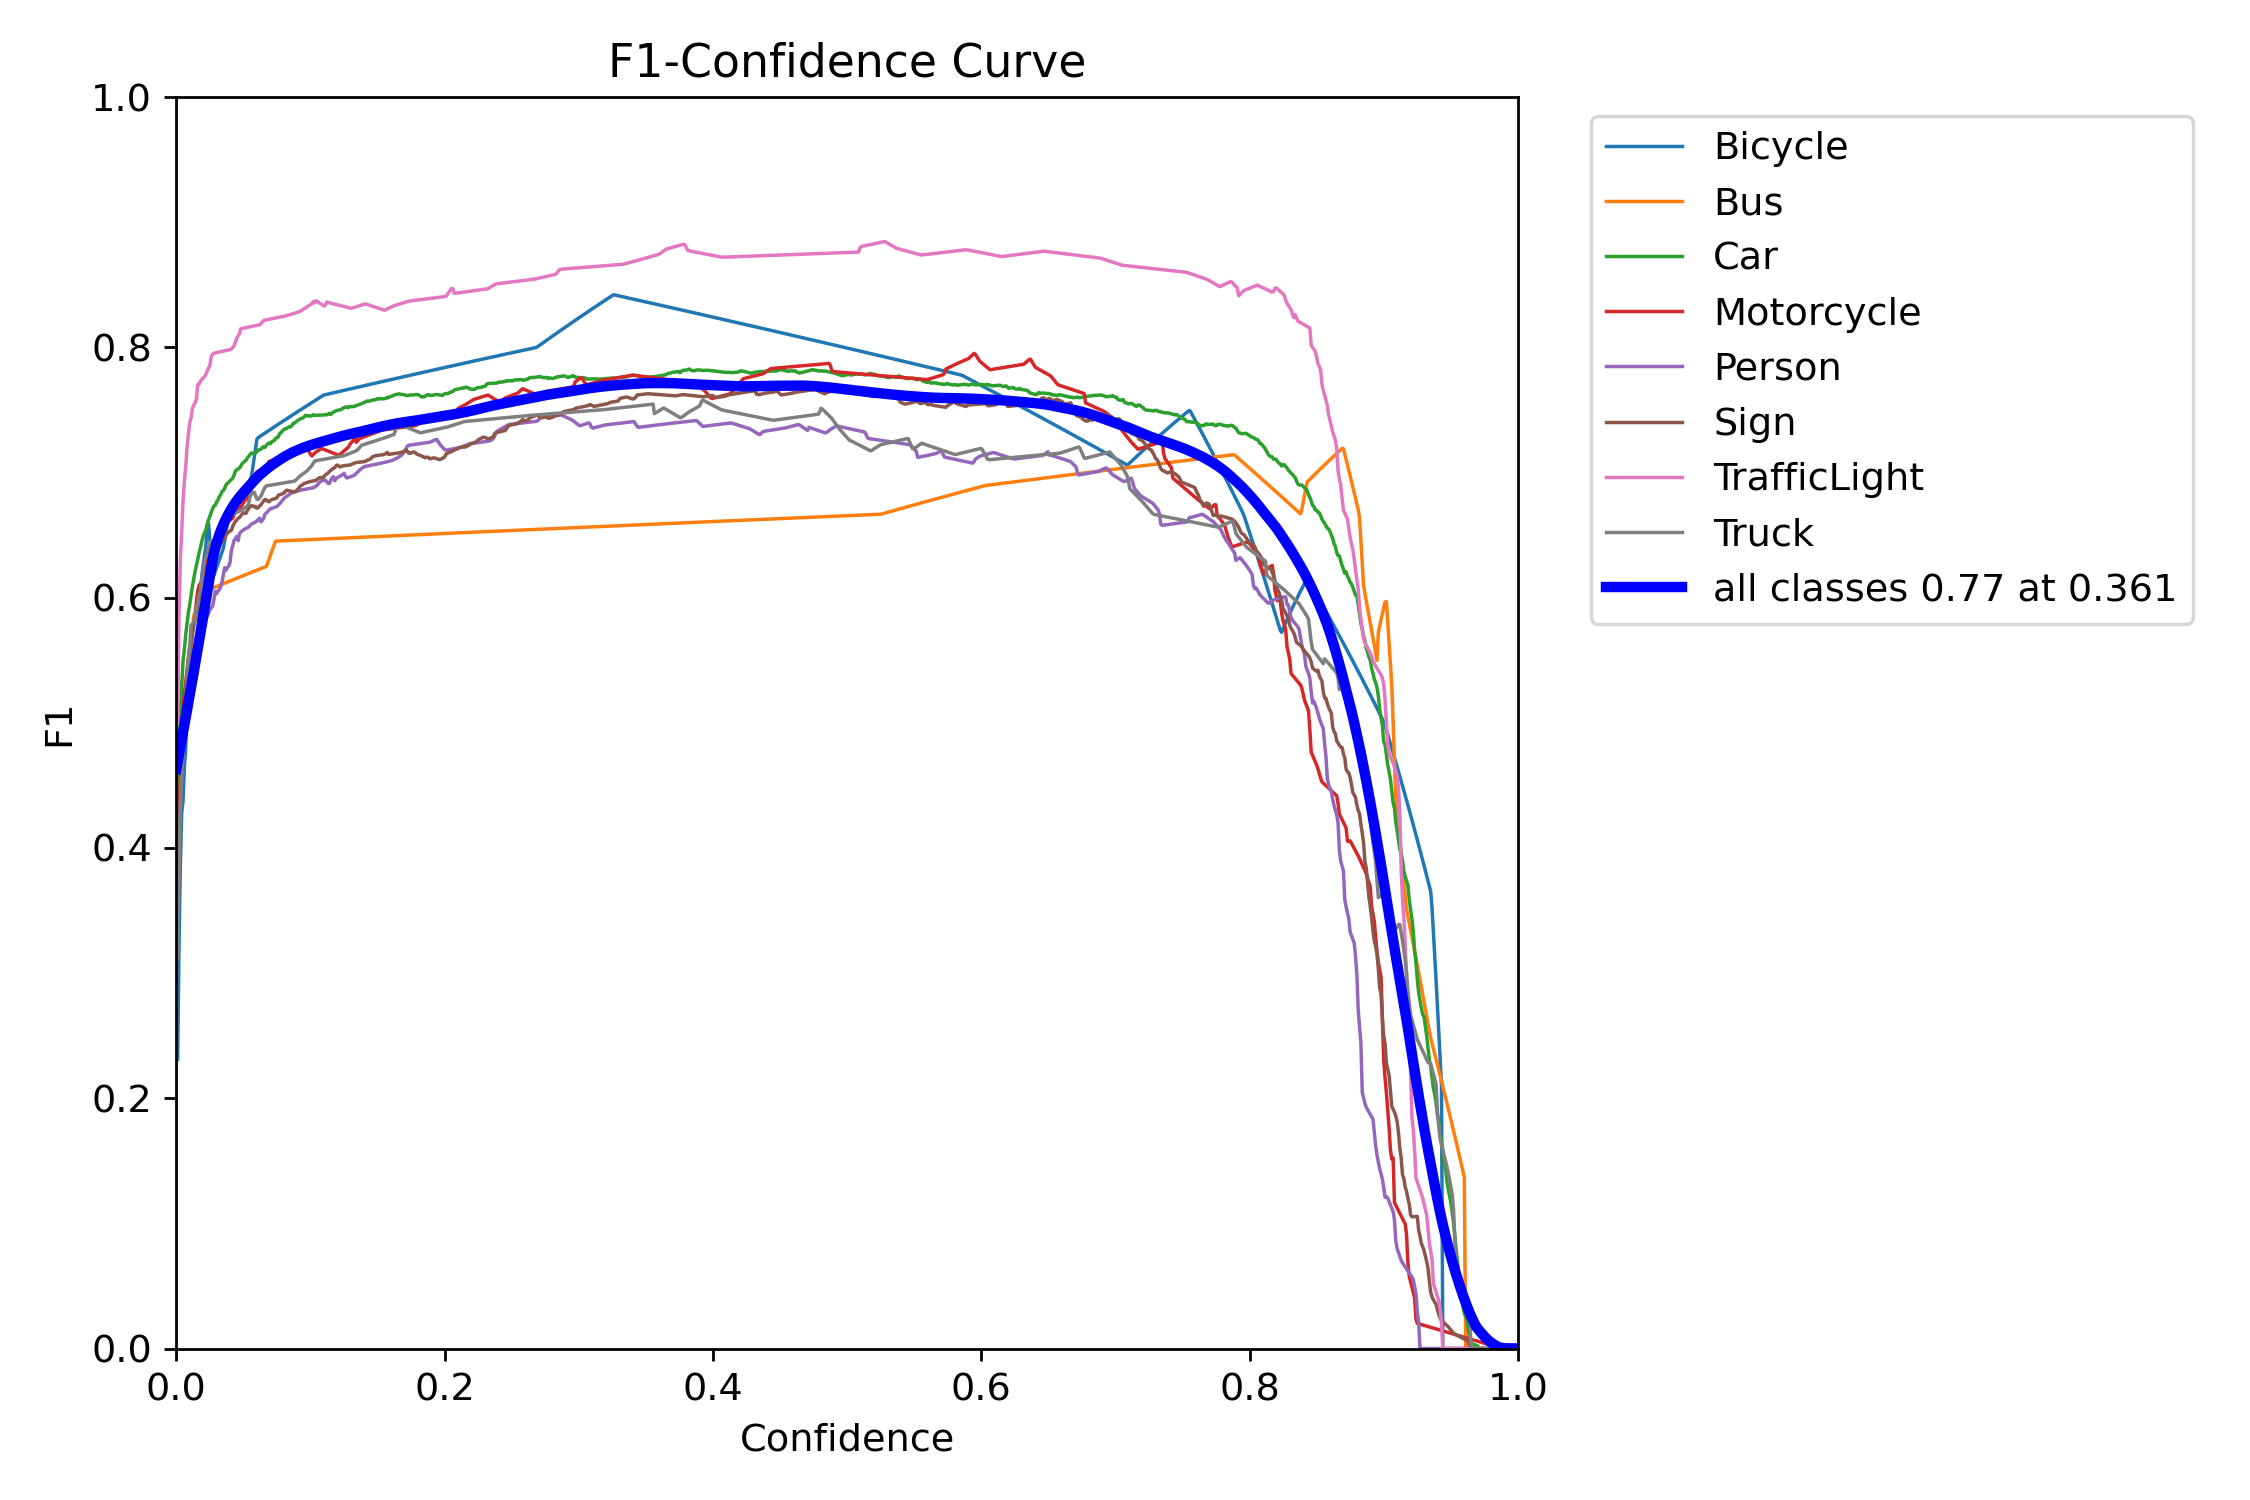 F1-Confidence Curve
1.0
0.8
0.6
0.4
0.2
0.0
F1
0.0 0.2 0.4 0.6 0.8 1.0
Confidence
Bicycle
Bus
Car
Motorcycle
Person
Sign
TrafficLight
Truck
all classes 0.77 at 0.361